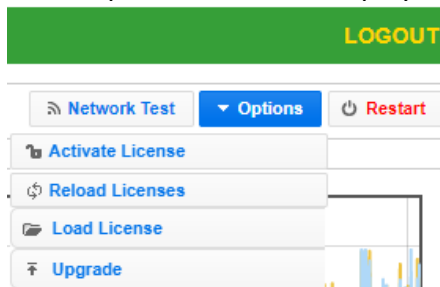 LOGOUT
Network Test Options Restart
Activate License
Reload Licenses
Load License
Upgrade